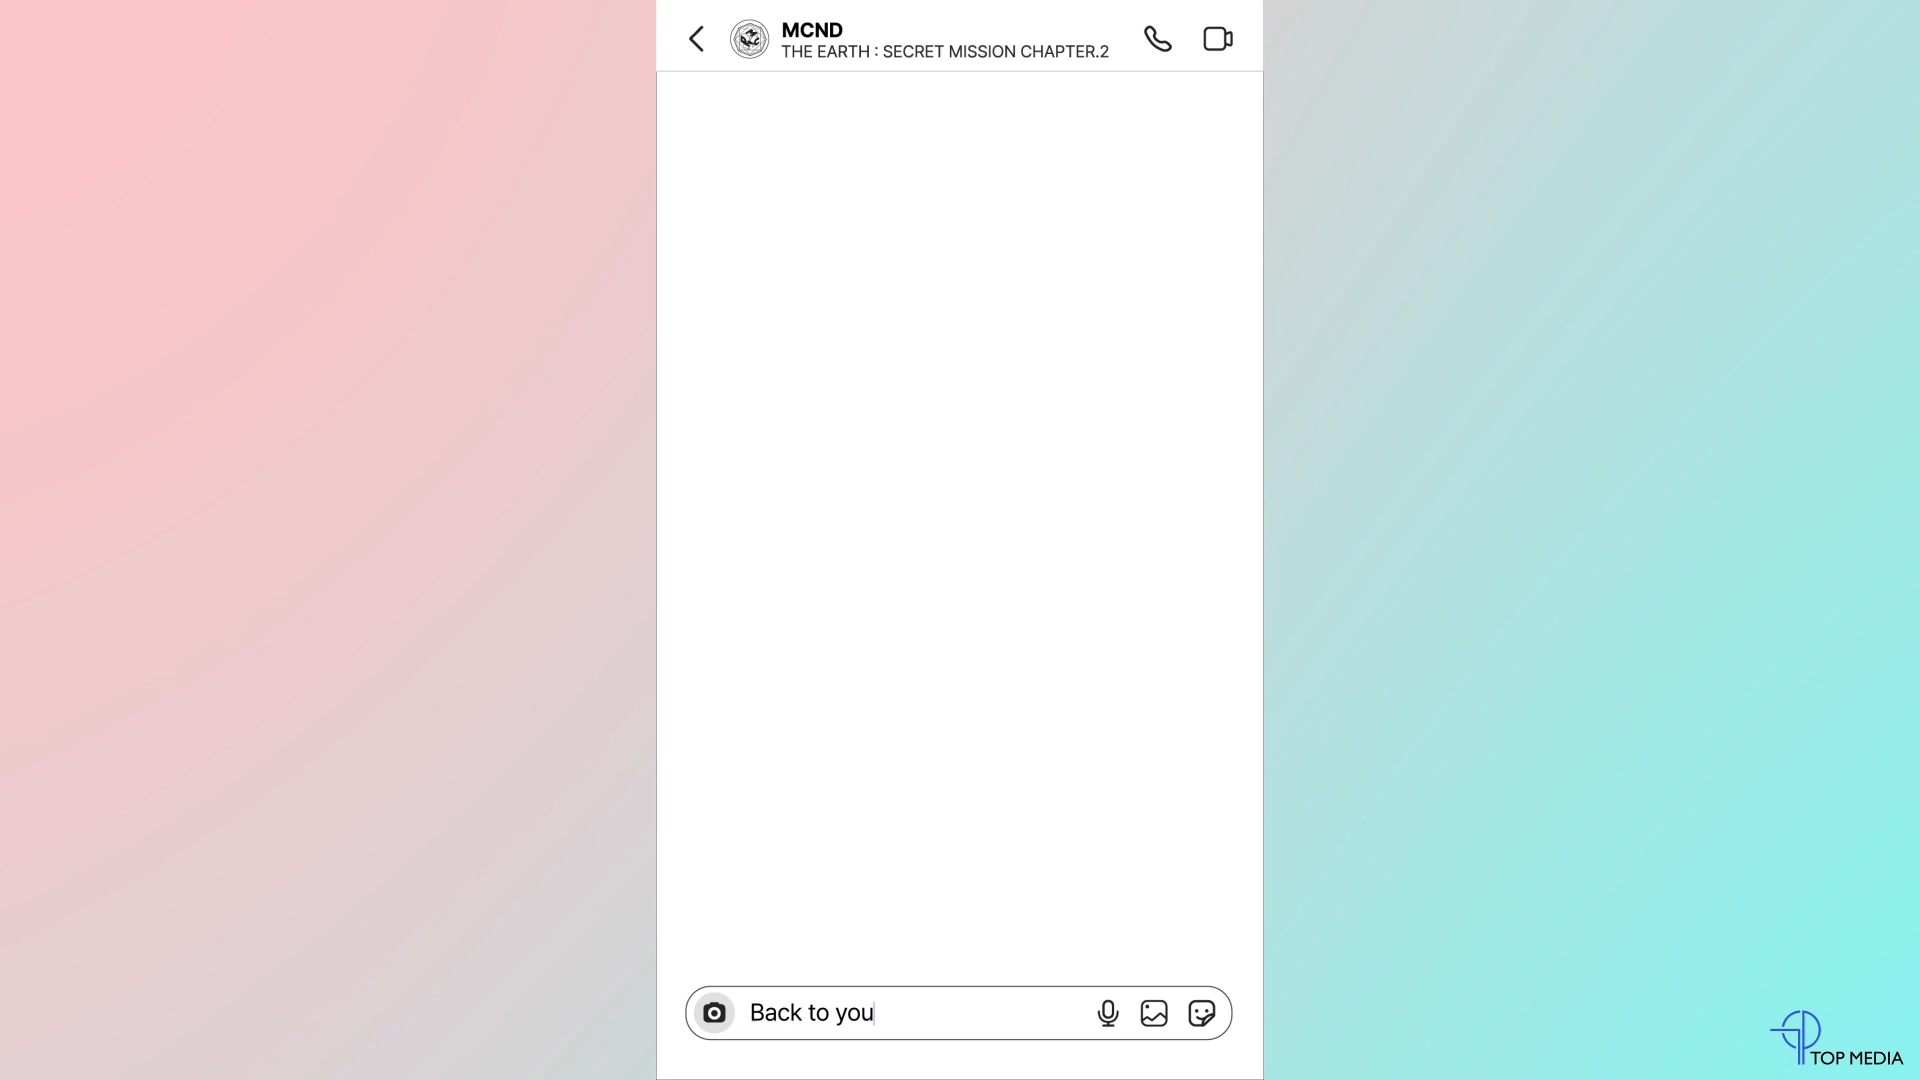 MCND
THE EARTH : SECRET MISSION CHAPTER.2
Back to you
TOP MEDIA